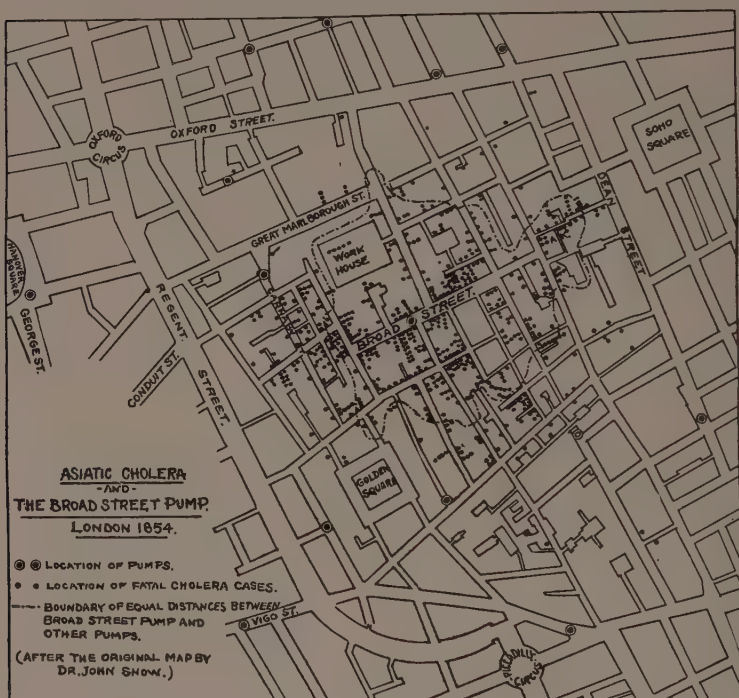 OXFORD STREET.
OXFORD
CIRCUS
SOHO
SQUARE
GREAT MARLBOROUGH ST.
DEAN
STREET
WORK
HOUSE
HANOVER
SQUARE
GEORGE ST.
REGENT.
STREET.
CONDUIT ST.
BROAD STREET
A
GOLDEN
SQUARE
ASIATIC CHOLERA
-AND-
THE BROAD STREET PUMP.
LONDON 1854.
LOCATION OF PUMPS.
LOCATION OF FATAL CHOLERA CASES.
BOUNDARY OF EQUAL DISTANCES BETWEEN
BROAD STREET PUMP AND
OTHER PUMPS.
(AFTER THE ORIGINAL MAP BY
DR. JOHN SNOW.)
VIGO ST.
PICCADILLY
CIRCUS